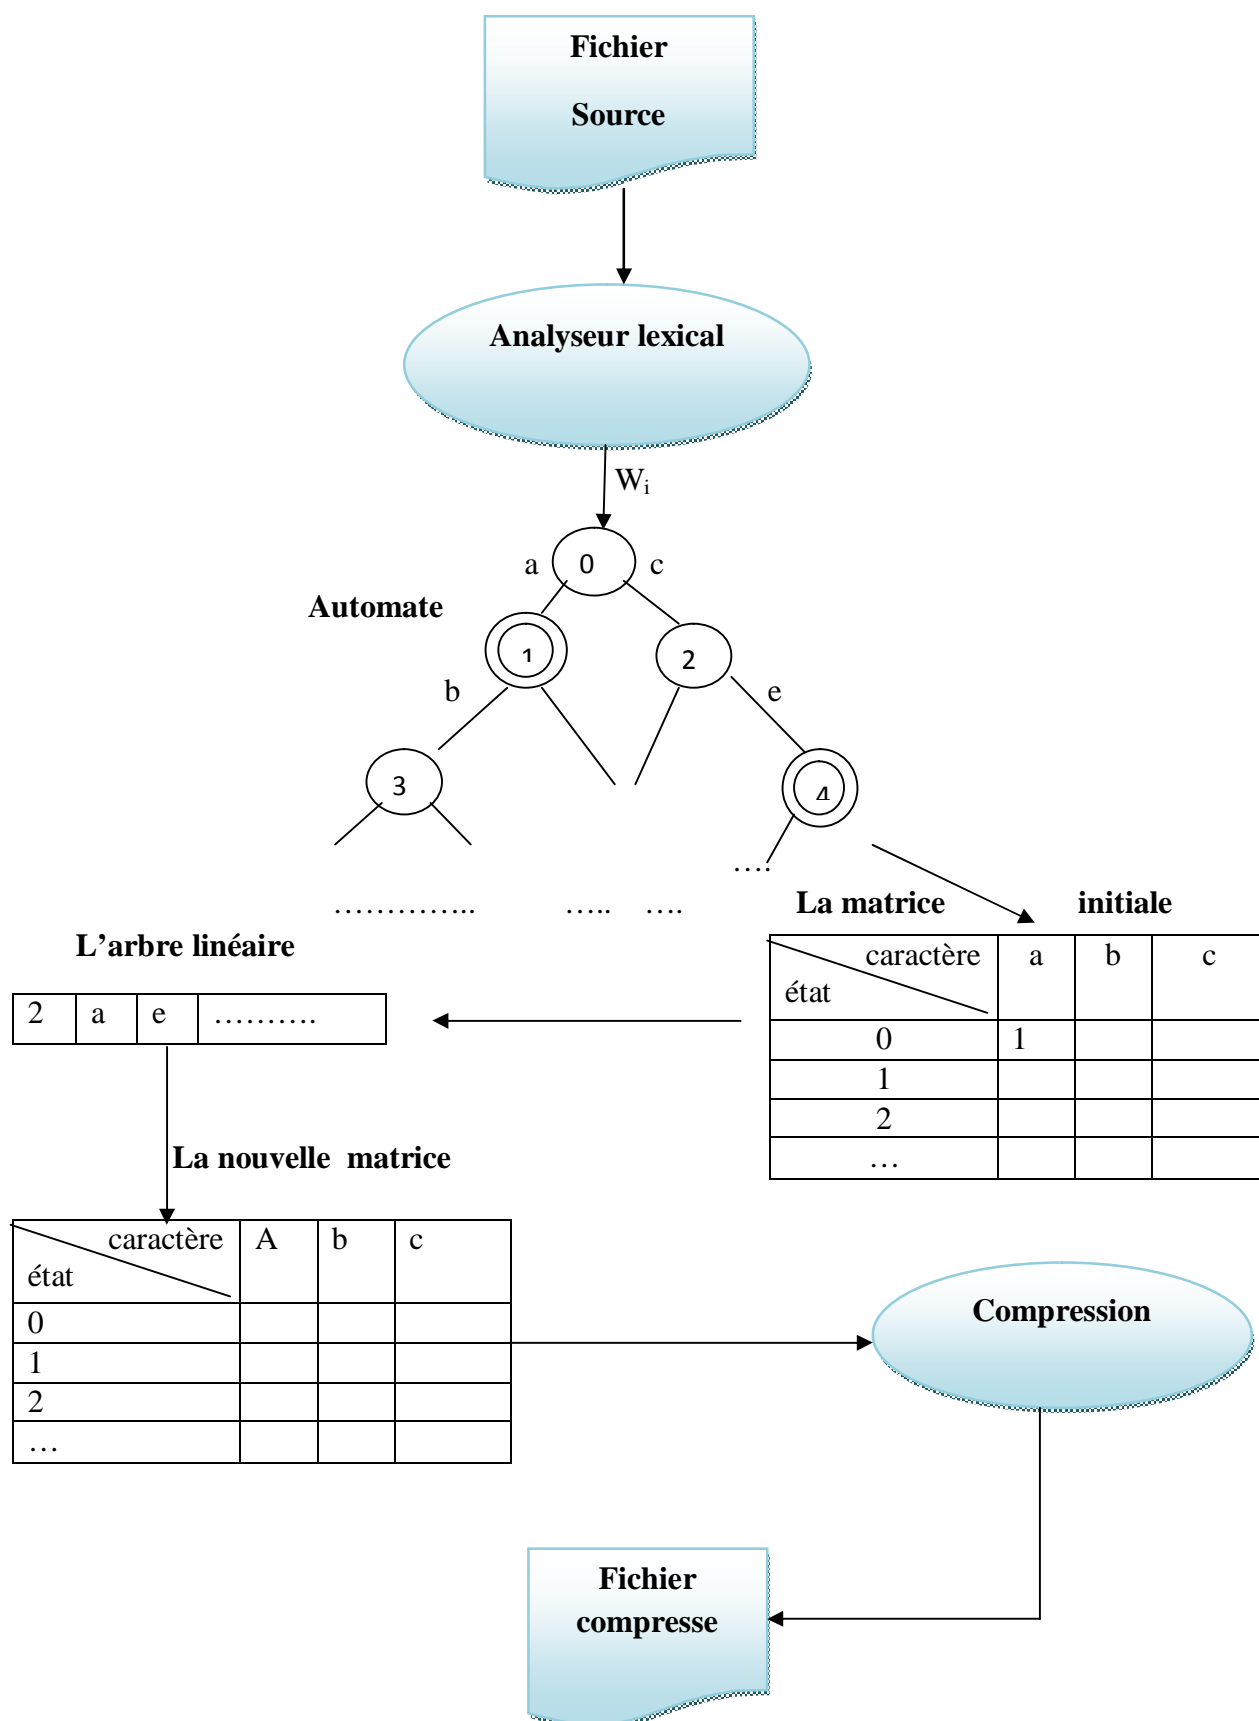 Fichier
Source
Analyseur lexical
Wi
a 0 c
Automate
1 2
b e
3 4
….
………….. ….. ….
La matrice initiale
L’arbre linéaire
caractère a b c
état
2 a e ……….
0 1
1
2
…
La nouvelle matrice
caractère A b c
état
0
1
2
…
Compression
Fichier
compresse